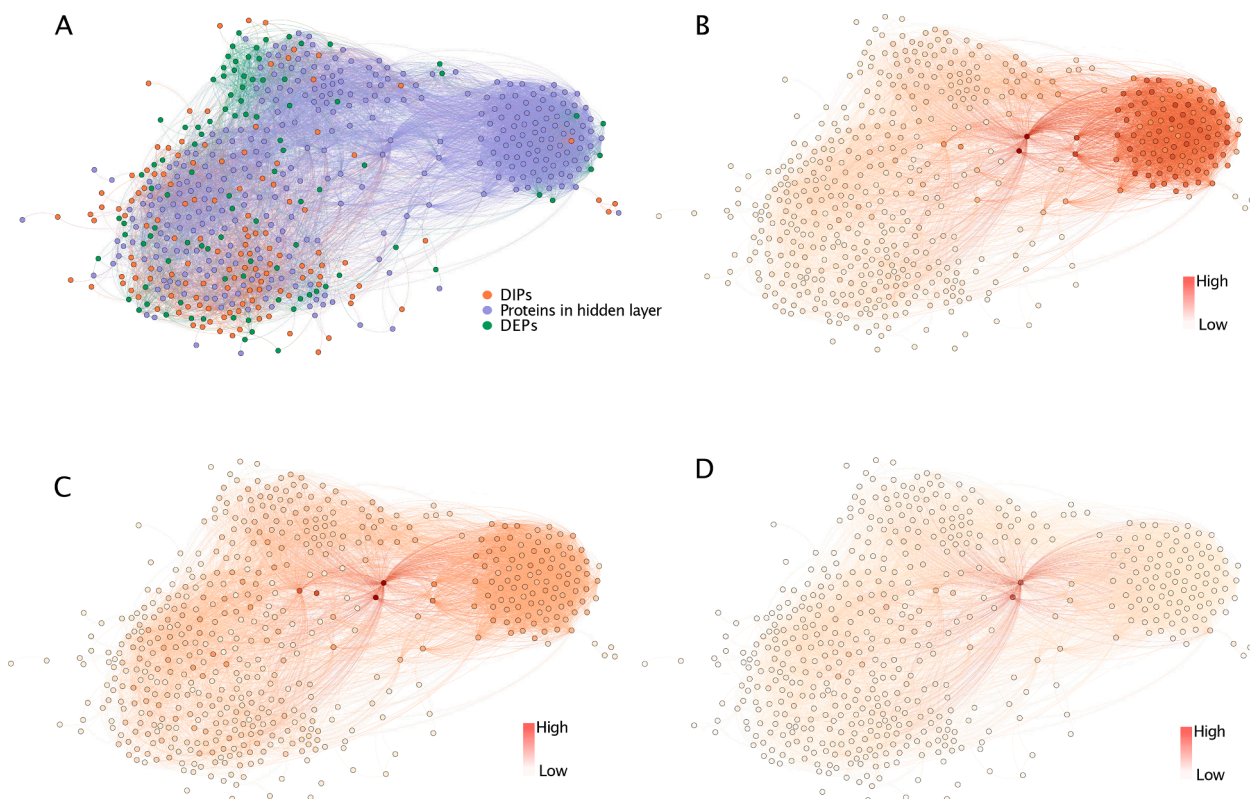 A
B
DIPs
Proteins in hidden layer
DEPs
High
Low
C
D
High
Low
High
Low